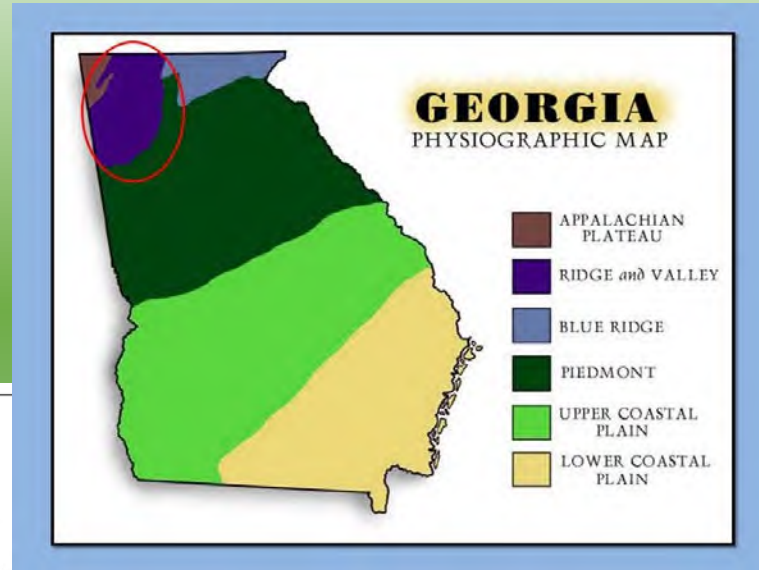 GEORGIA
PHYSIOGRAPHIC MAP
APPALACHIAN
PLATEAU
RIDGE and VALLEY
BLUE RIDGE
PIEDMONT
UPPER COASTAL
PLAIN
LOWER COASTAL
PLAIN